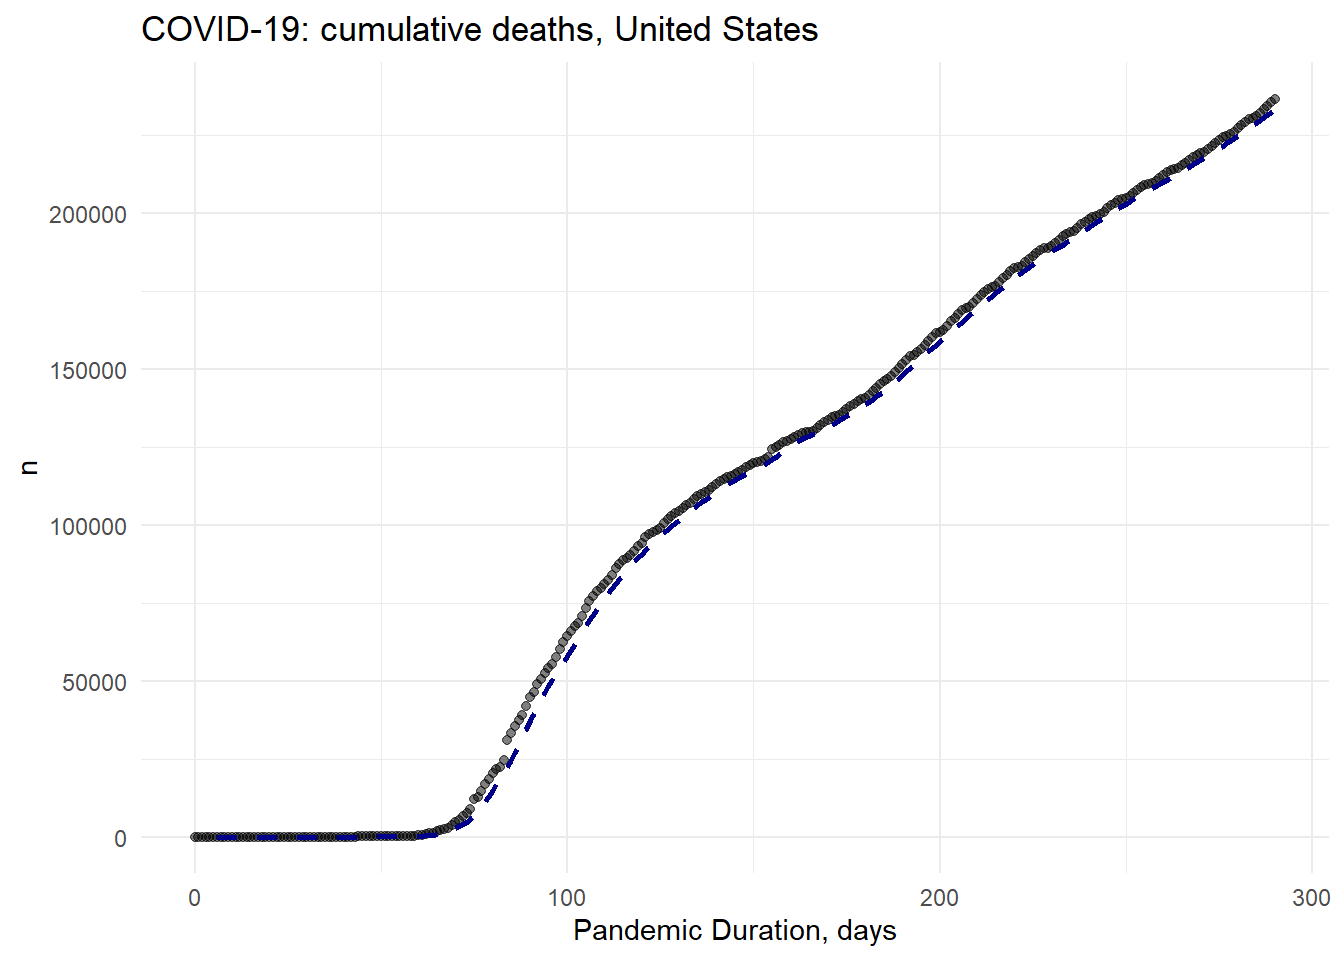 COVID-19: cumulative deaths, United States
200000
150000
n
100000
50000
0
0 100 200 300
Pandemic Duration, days